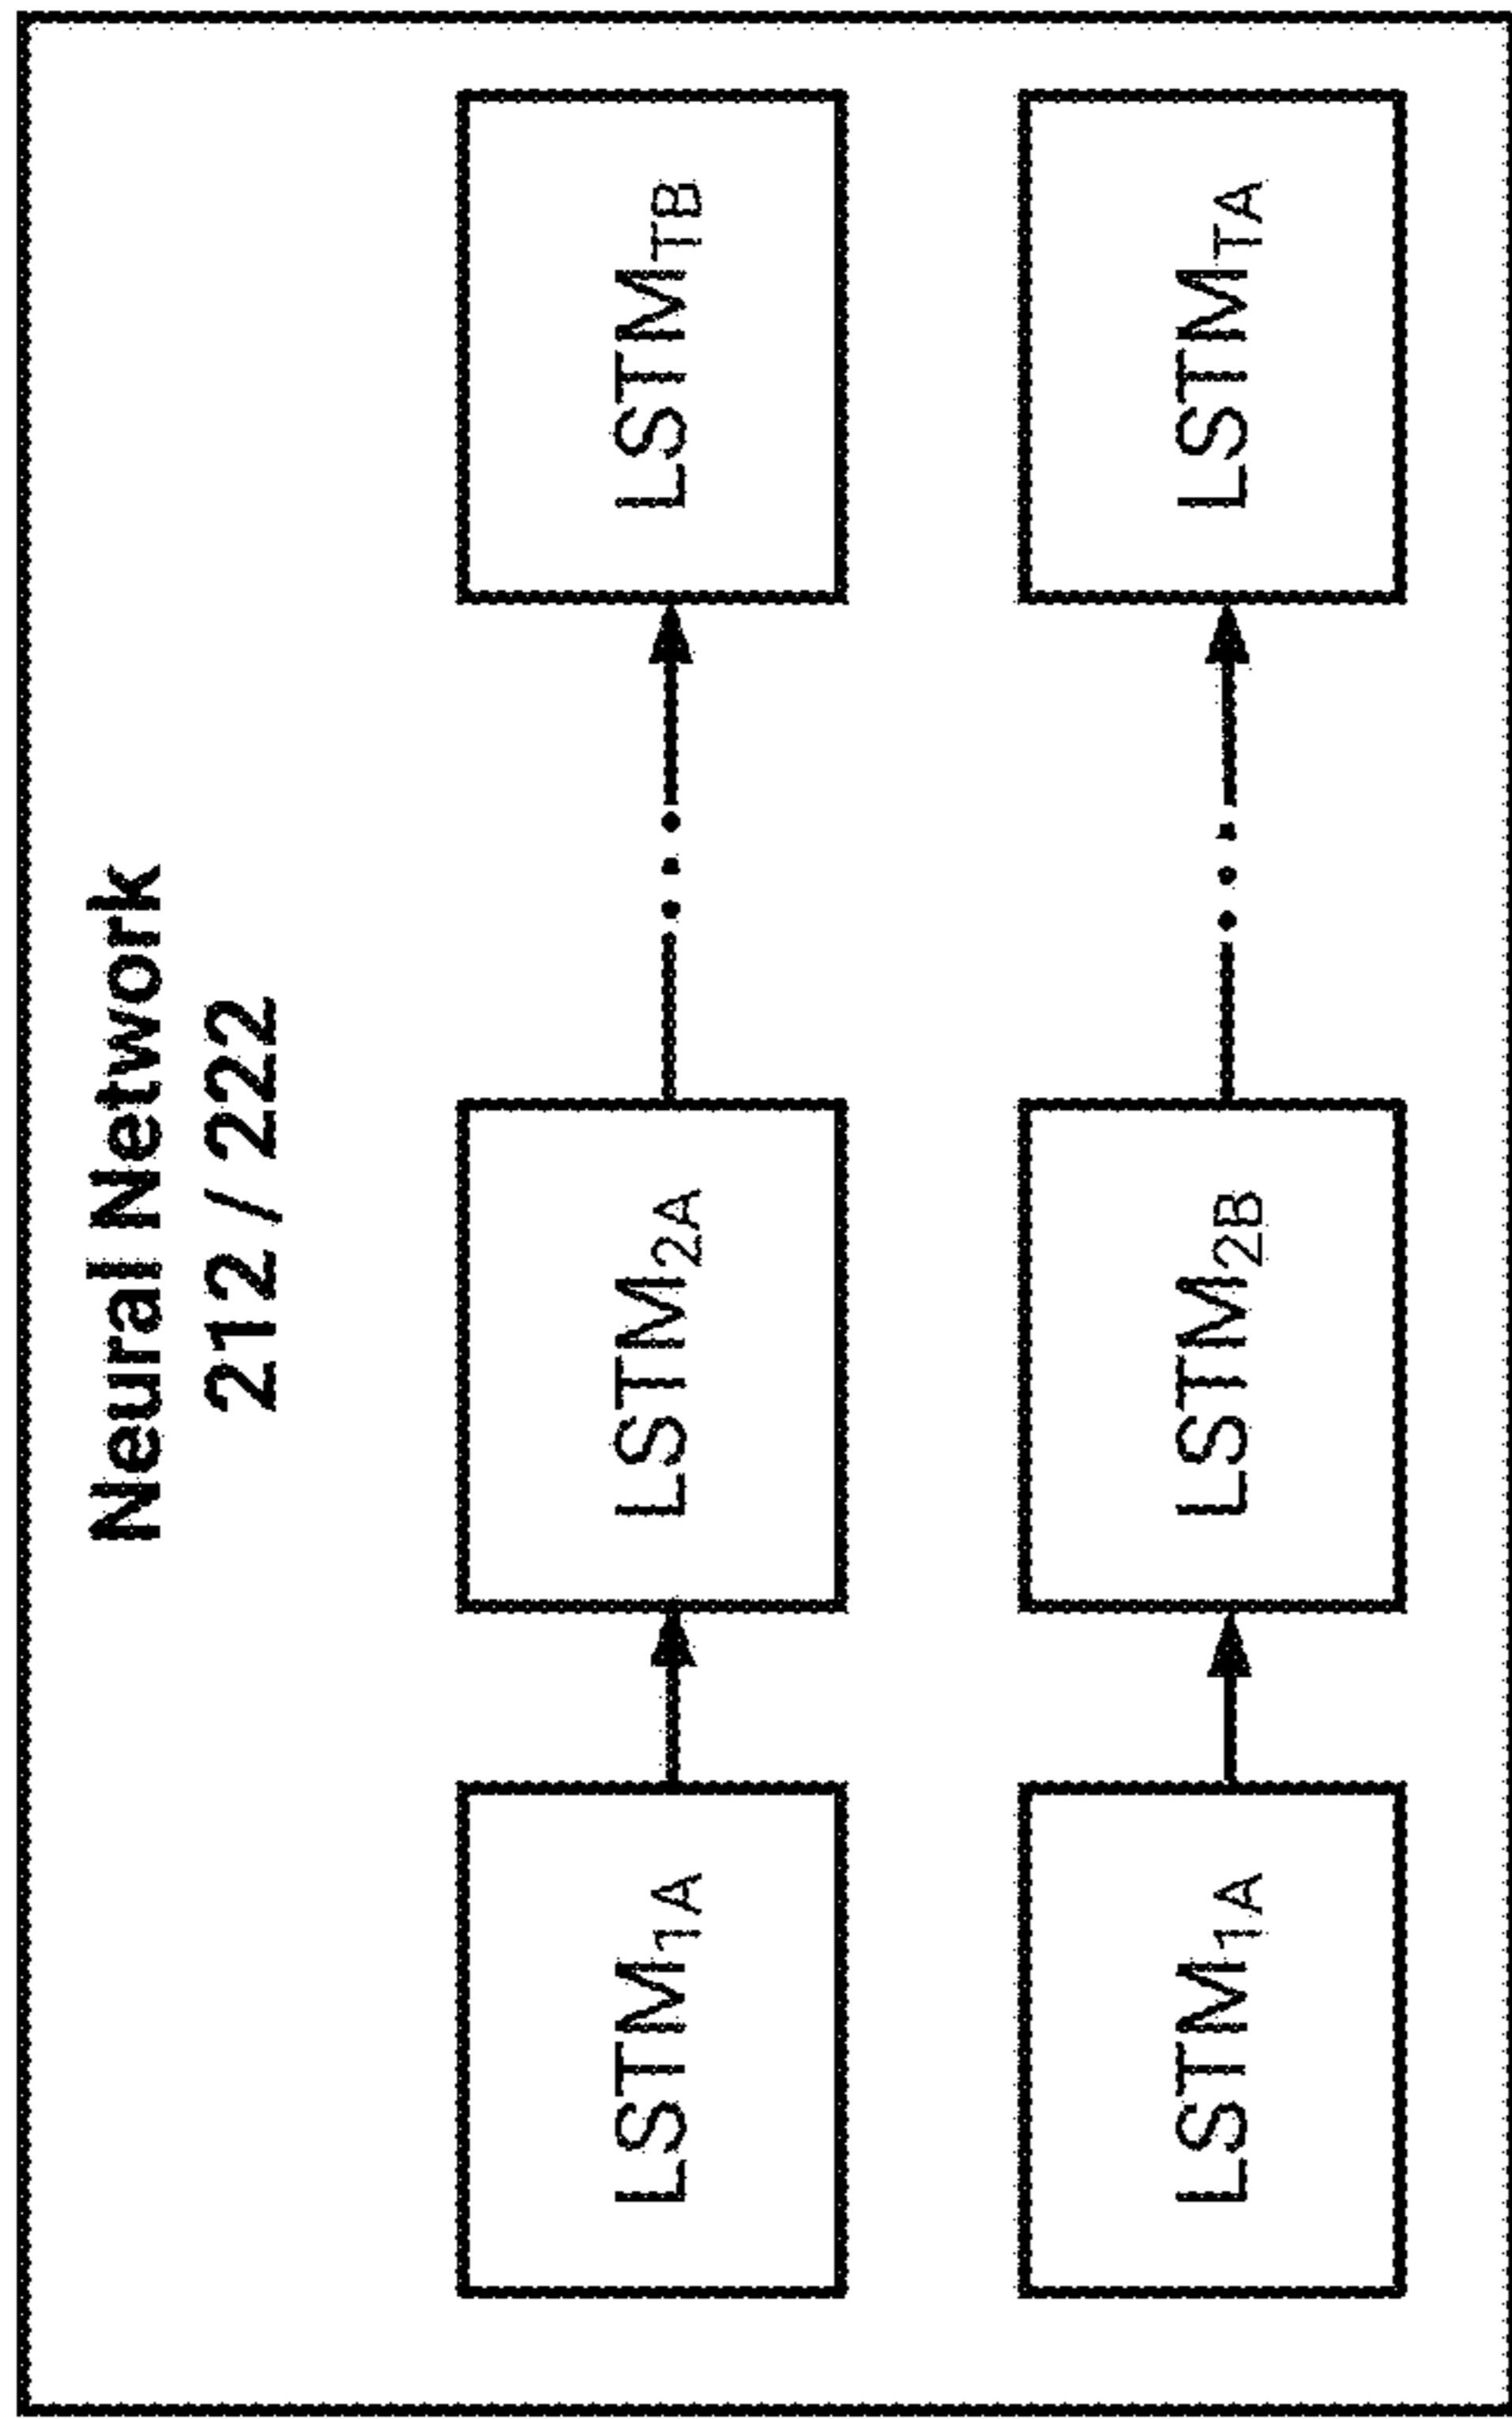 Neural Network
212 / 222
LSTM1A
LSTM2A
LSTMTB
LSTM1A
LSTM2B
LSTMTA